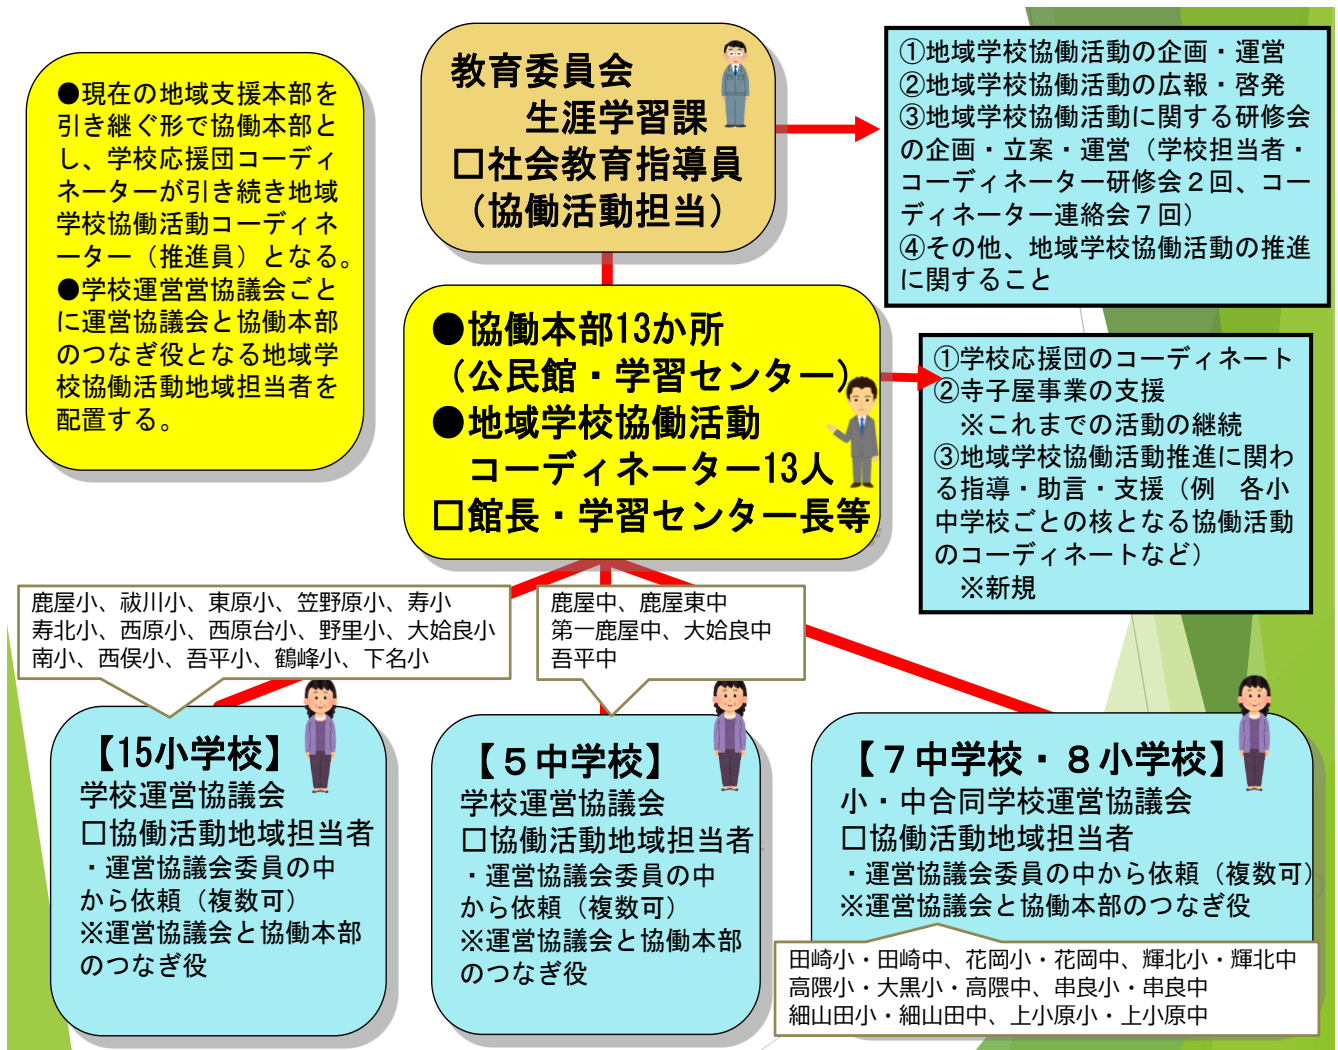 ●現在の地域支援本部を
引き継ぐ形で協働本部と
し、学校応援団コーディ
ネーターが引き続き地域
学校協働活動コーディネ
ーター（推進員）となる。
●学校運営営協議会ごと
に運営協議会と協働本部
のつなぎ役となる地域学
校協働活動地域担当者を
配置する。
教育委員会
生涯学習課
□社会教育指導員
（協働活動担当）
①地域学校協働活動の企画・運営
②地域学校協働活動の広報・啓発
③地域学校協働活動に関する研修会
の企画・立案・運営（学校担当者・
コーディネーター研修会２回、コー
ディネーター連絡会７回）
④その他、地域学校協働活動の推進
に関すること
●協働本部13か所
（公民館・学習センター）
●地域学校協働活動
コーディネーター13人
□館長・学習センター長等
①学校応援団のコーディネート
②寺子屋事業の支援
※これまでの活動の継続
③地域学校協働活動推進に関わ
る指導・助言・支援（例　各小
中学校ごとの核となる協働活動
のコーディネートなど）
※新規
鹿屋小、祓川小、東原小、笠野原小、寿小
寿北小、西原小、西原台小、野里小、大姶良小
南小、西俣小、吾平小、鶴峰小、下名小
【15小学校】
学校運営協議会
□協働活動地域担当者
・運営協議会委員の中
から依頼（複数可）
※運営協議会と協働本部
のつなぎ役
鹿屋中、鹿屋東中
第一鹿屋中、大姶良中
吾平中
【５中学校】
学校運営協議会
□協働活動地域担当者
・運営協議会委員の中
から依頼（複数可）
※運営協議会と協働本部
のつなぎ役
【７中学校・８小学校】
小・中合同学校運営協議会
□協働活動地域担当者
・運営協議会委員の中から依頼（複数可）
※運営協議会と協働本部のつなぎ役
田崎小・田崎中、花岡小・花岡中、輝北小・輝北中
高隈小・大黒小・高隈中、串良小・串良中
細山田小・細山田中、上小原小・上小原中